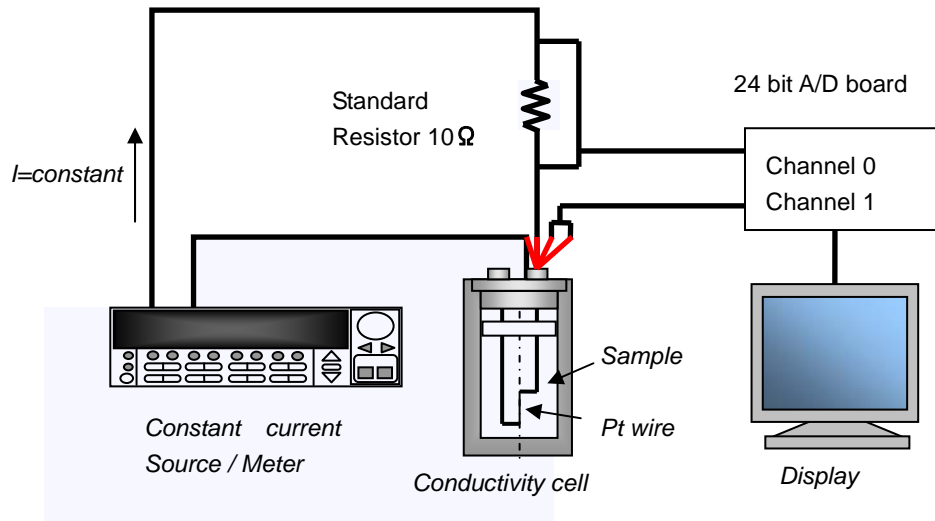 24 bit A/D board
Standard
Resistor 10Ω
I=constant
Channel 0
Channel 1
Sample
Pt wire
Constant current
Source / Meter
Conductivity cell
Display